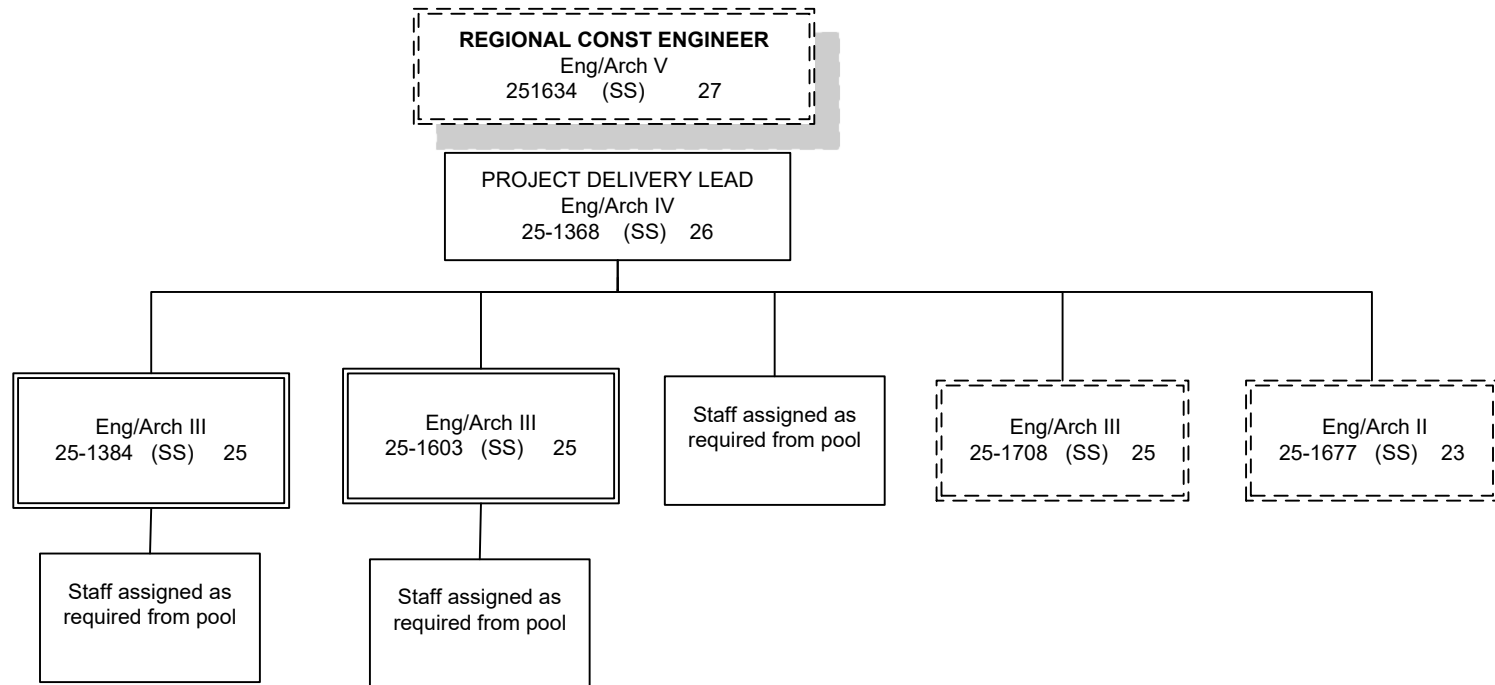 REGIONAL CONST ENGINEER
Eng/Arch V
251634 (SS) 27
PROJECT DELIVERY LEAD
Eng/Arch IV
25-1368 (SS) 26
Eng/Arch III
25-1384 (SS) 25
Eng/Arch III
25-1603 (SS) 25
Staff assigned as
required from pool
Eng/Arch III
25-1708 (SS) 25
Eng/Arch II
25-1677 (SS) 23
Staff assigned as
required from pool
Staff assigned as
required from pool